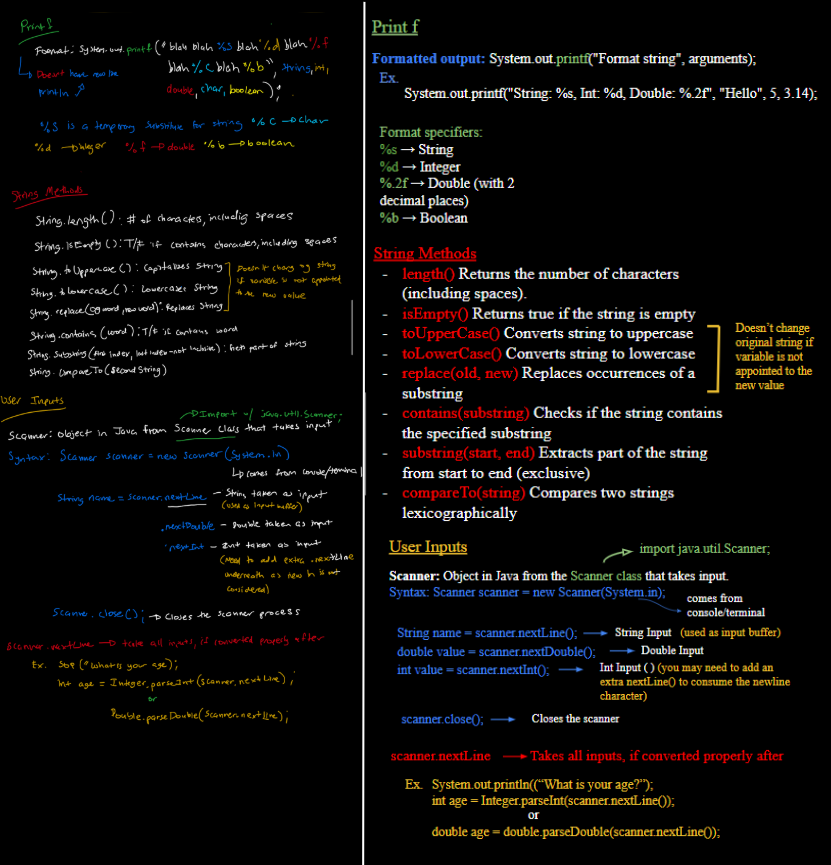 Print f
Format: System.out.printf("blah blah %s blah %d blah %f
blah %c blah %b", string, int,
double, char, boolean);
Doesn't have new line
println
%s is a temporary substitute for string %c → char
%d → integer %f → double %b → boolean
String Methods
String.length(): # of characters, including spaces
String.isEmpty(): T/F if contains characters, including spaces
String.toUppercase(): Capitalizes String
String.toLowercase(): Lowercases String
String.replace(og word, new word): Replaces String
Doesn't change og string
if variable is not appointed
to the new value
String.contains(word): T/F if contains word
String.Substring(first index, last index-not inclusive): part of string
String.compareTo(Second String)
User Inputs
→ Import java.util.Scanner;
Scanner: object in Java from Scanner class that takes input
Syntax: Scanner scanner = new Scanner(System.in)
↳ comes from console/terminal
String name = scanner.nextLine → String taken as input
(used as input buffer)
.nextDouble - Double taken as input
.nextInt - Int taken as input
(Need to add extra .nextLine
underneath as new ln is not
considered)
Scanner.close(); → Closes the scanner process
Scanner.nextLine → take all inputs, if converted properly after
Ex. ("What is your age);
int age = Integer.parseInt(scanner.nextLine);
or
Double.parseDouble(Scanner.nextLine);
Print f
Formatted output: System.out.printf("Format string", arguments);
Ex.
System.out.printf("String: %s, Int: %d, Double: %.2f", "Hello", 5, 3.14);
Format specifiers:
%s → String
%d → Integer
%.2f → Double (with 2
decimal places)
%b → Boolean
String Methods
- length() Returns the number of characters
(including spaces).
- isEmpty() Returns true if the string is empty
- toUpperCase() Converts string to uppercase
- toLowerCase() Converts string to lowercase
- replace(old, new) Replaces occurrences of a
substring
Doesn't change
original string if
variable is not
appointed to the
new value
- contains(substring) Checks if the string contains
the specified substring
- substring(start, end) Extracts part of the string
from start to end (exclusive)
- compareTo(string) Compares two strings
lexicographically
User Inputs
import java.util.Scanner;
Scanner: Object in Java from the Scanner class that takes input.
Syntax: Scanner scanner = new Scanner(System.in);
comes from
console/terminal
String name = scanner.nextLine(); → String Input (used as input buffer)
double value = scanner.nextDouble(); → Double Input
int value = scanner.nextInt(); → Int Input ( ) (you may need to add an
extra nextLine() to consume the newline
character)
scanner.close(); → Closes the scanner
scanner.nextLine → Takes all inputs, if converted properly after
Ex. System.out.println(("What is your age?");
int age = Integer.parseInt(scanner.nextLine());
or
double age = double.parseDouble(scanner.nextLine());